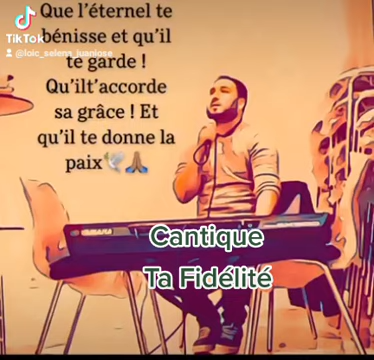 Que l'éternel te
bénisse et qu'il
te garde !
Qu'ilt'accorde
sa grâce ! Et
qu'il te donne la
paix🕊️🙏🏽
TikTok
@loic_selena_juanjose
YAMAHA
Cantique
Ta Fidélité